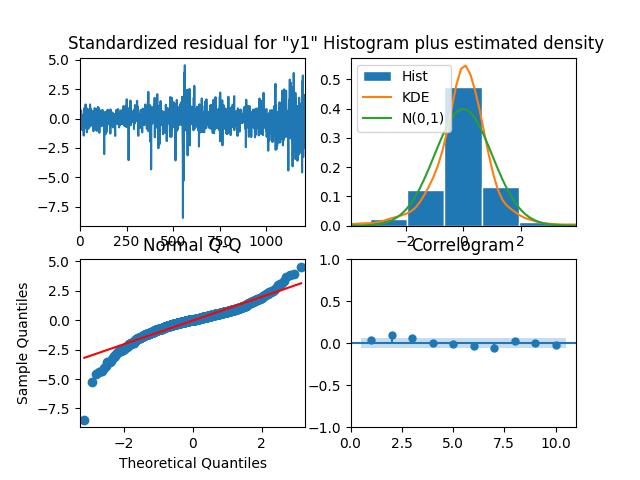 Standardized residual for "y1"
Histogram plus estimated density
5.0
2.5
0.0
−2.5
−5.0
−7.5
0 250 500 750 1000
0.5
0.4
0.3
0.2
0.1
0.0
Hist
KDE
N(0,1)
−2 0 2
Normal Q-Q
Correlogram
5.0
2.5
0.0
−2.5
−5.0
−7.5
Sample Quantiles
−2 0 2
Theoretical Quantiles
1.0
0.5
0.0
−0.5
−1.0
0.0 2.5 5.0 7.5 10.0